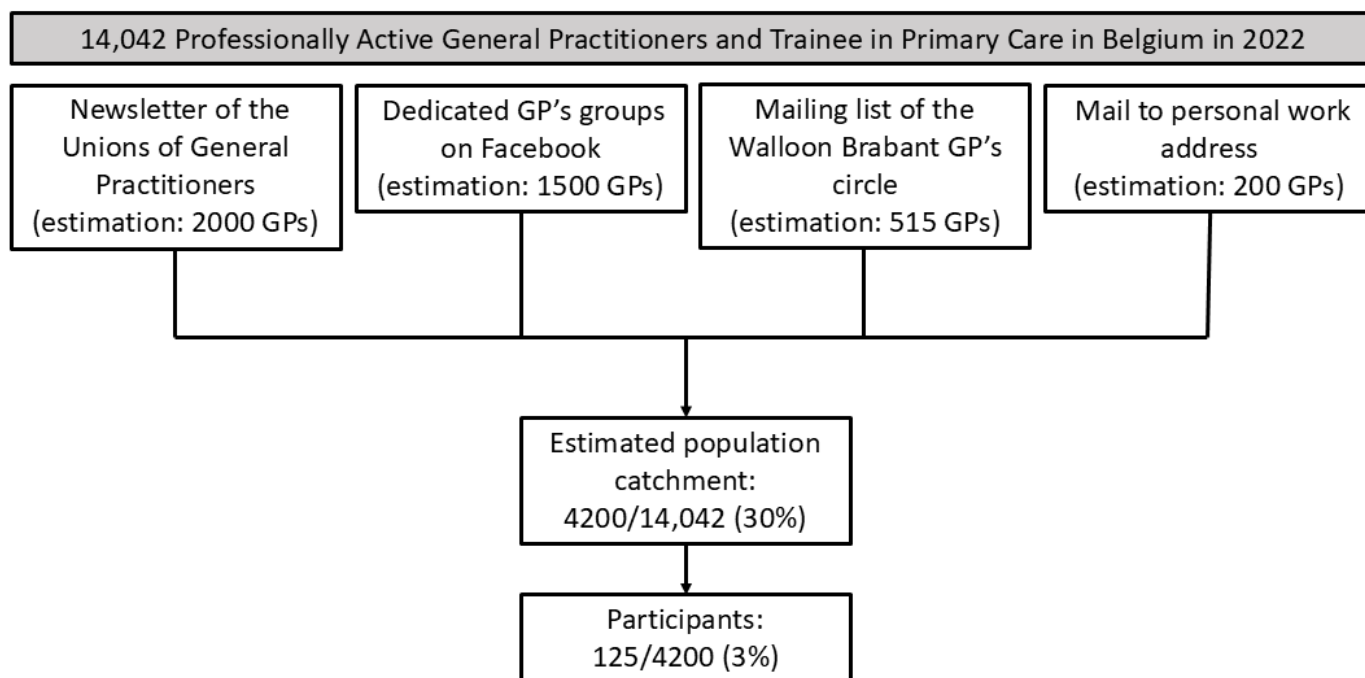 14,042 Professionally Active General Practitioners and Trainee in Primary Care in Belgium in 2022
Newsletter of the
Unions of General
Practitioners
(estimation: 2000 GPs)
Dedicated GP’s groups
on Facebook
(estimation: 1500 GPs)
Mailing list of the
Walloon Brabant GP’s
circle
(estimation: 515 GPs)
Mail to personal work
address
(estimation: 200 GPs)
Estimated population
catchment:
4200/14,042 (30%)
Participants:
125/4200 (3%)